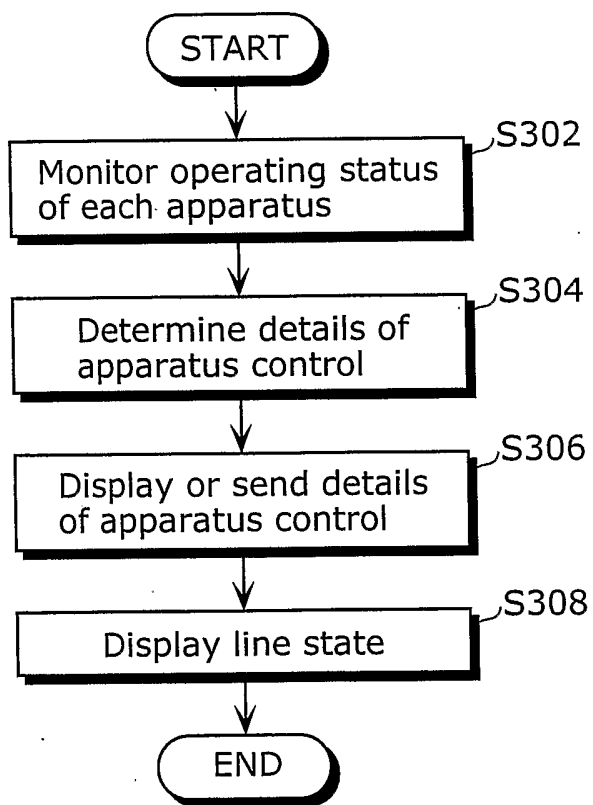 START
S302
Monitor operating status
of each apparatus
S304
Determine details of
apparatus control
S306
Display or send details
of apparatus control
S308
Display line state
END